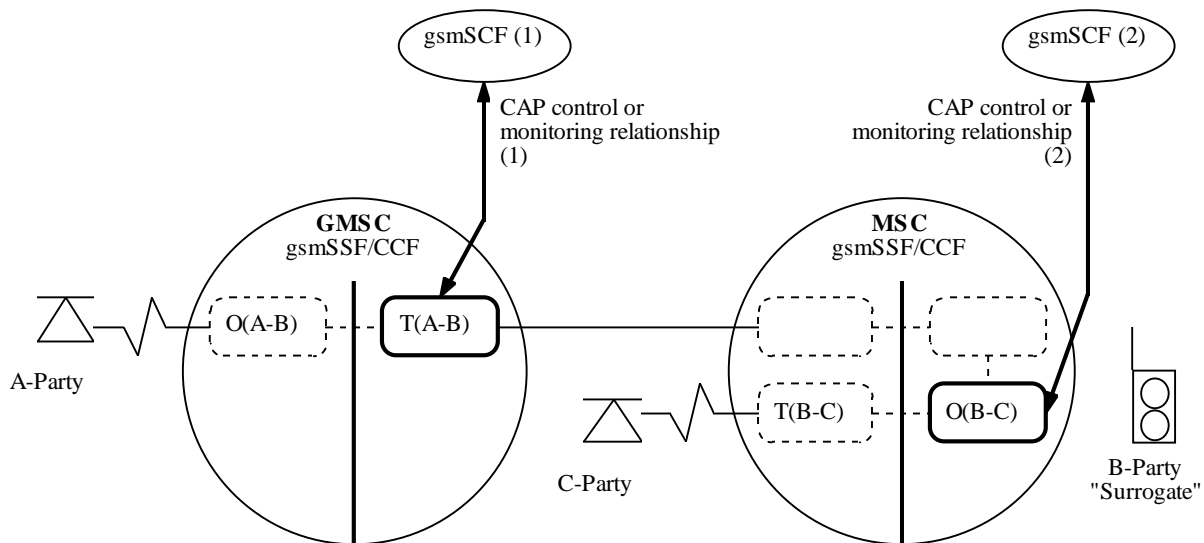 gsmSCF (1)
gsmSCF (2)
CAP control or
monitoring relationship
(1)
CAP control or
monitoring relationship
(2)
GMSC
gsmSSF/CCF
MSC
gsmSSF/CCF
O(A-B)
T(A-B)
A-Party
T(B-C)
O(B-C)
C-Party
B-Party
"Surrogate"